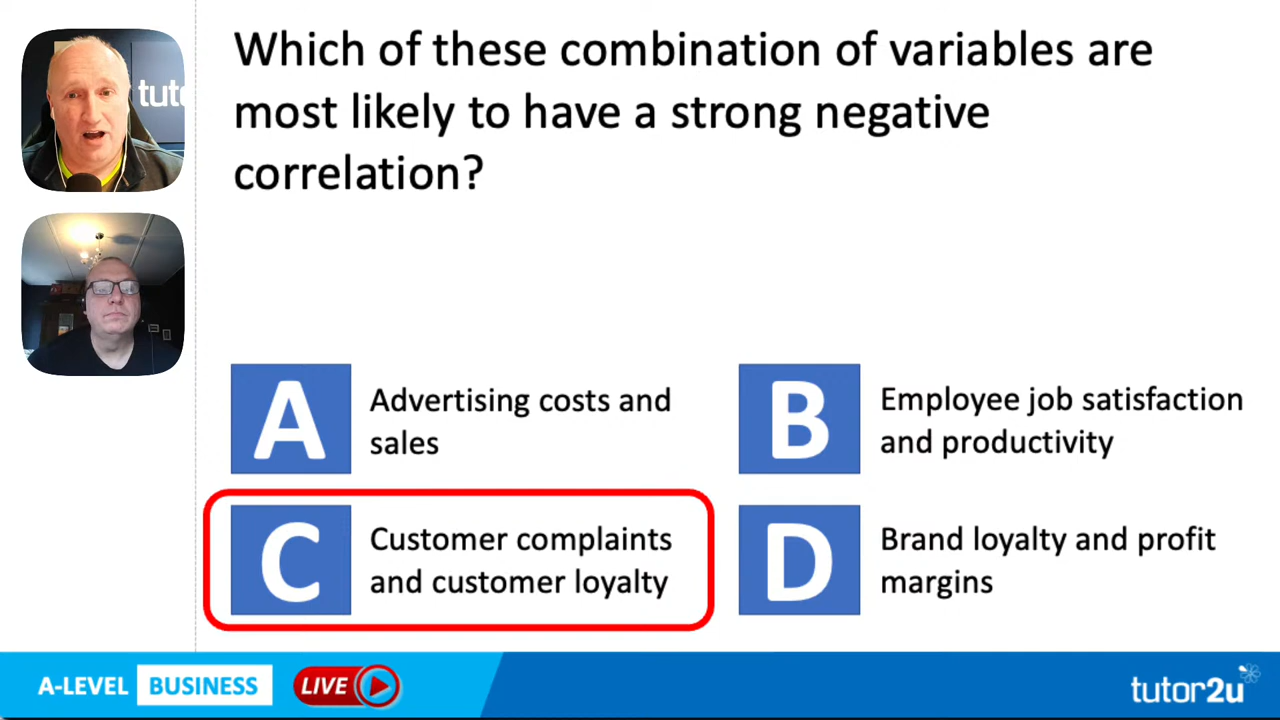 Which of these combination of variables are
most likely to have a strong negative
correlation?
A
Advertising costs and
sales
B
Employee job satisfaction
and productivity
C
Customer complaints
and customer loyalty
D
Brand loyalty and profit
margins
A-LEVEL BUSINESS LIVE
tutor2u